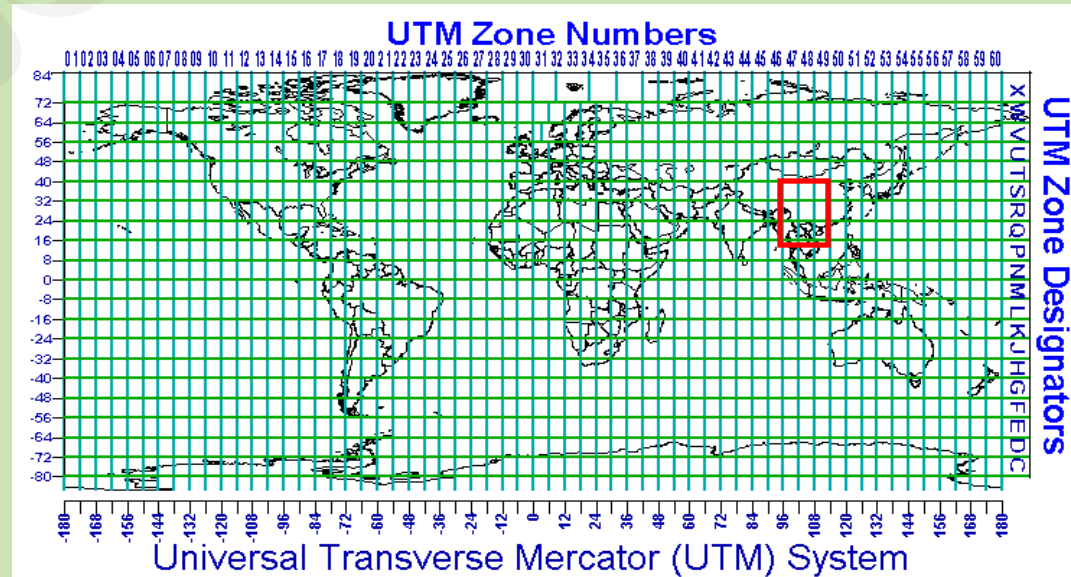 UTM Zone Numbers
01 02 03 04 05 06 07 08 09 10 11 12 13 14 15 16 17 18 19 20 21 22 23 24 25 26 27 28 29 30 31 32 33 34 35 36 37 38 39 40 41 42 43 44 45 46 47 48 49 50 51 52 53 54 55 56 57 58 59 60
84
72
64
56
48
40
32
24
16
8
0
-8
-16
-24
-32
-40
-48
-56
-64
-72
-80
X
W
V
U
T
S
R
Q
P
N
M
L
K
J
H
G
F
E
D
C
UTM Zone Designators
-180 -168 -156 -144 -132 -120 -108 -96 -84 -72 -60 -48 -36 -24 -12 0 12 24 36 48 60 72 84 96 108 120 132 144 156 168 180
Universal Transverse Mercator (UTM) System